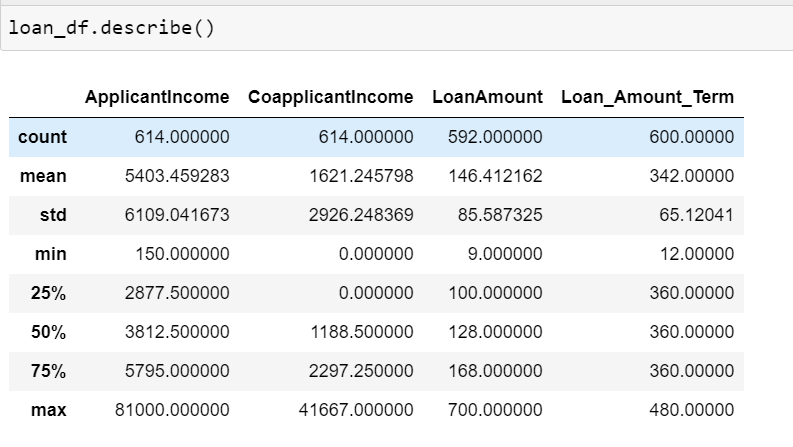 loan_df.describe()
ApplicantIncome CoapplicantIncome LoanAmount Loan_Amount_Term
count 614.000000 614.000000 592.000000 600.00000
mean 5403.459283 1621.245798 146.412162 342.00000
std 6109.041673 2926.248369 85.587325 65.12041
min 150.000000 0.000000 9.000000 12.00000
25% 2877.500000 0.000000 100.000000 360.00000
50% 3812.500000 1188.500000 128.000000 360.00000
75% 5795.000000 2297.250000 168.000000 360.00000
max 81000.000000 41667.000000 700.000000 480.00000